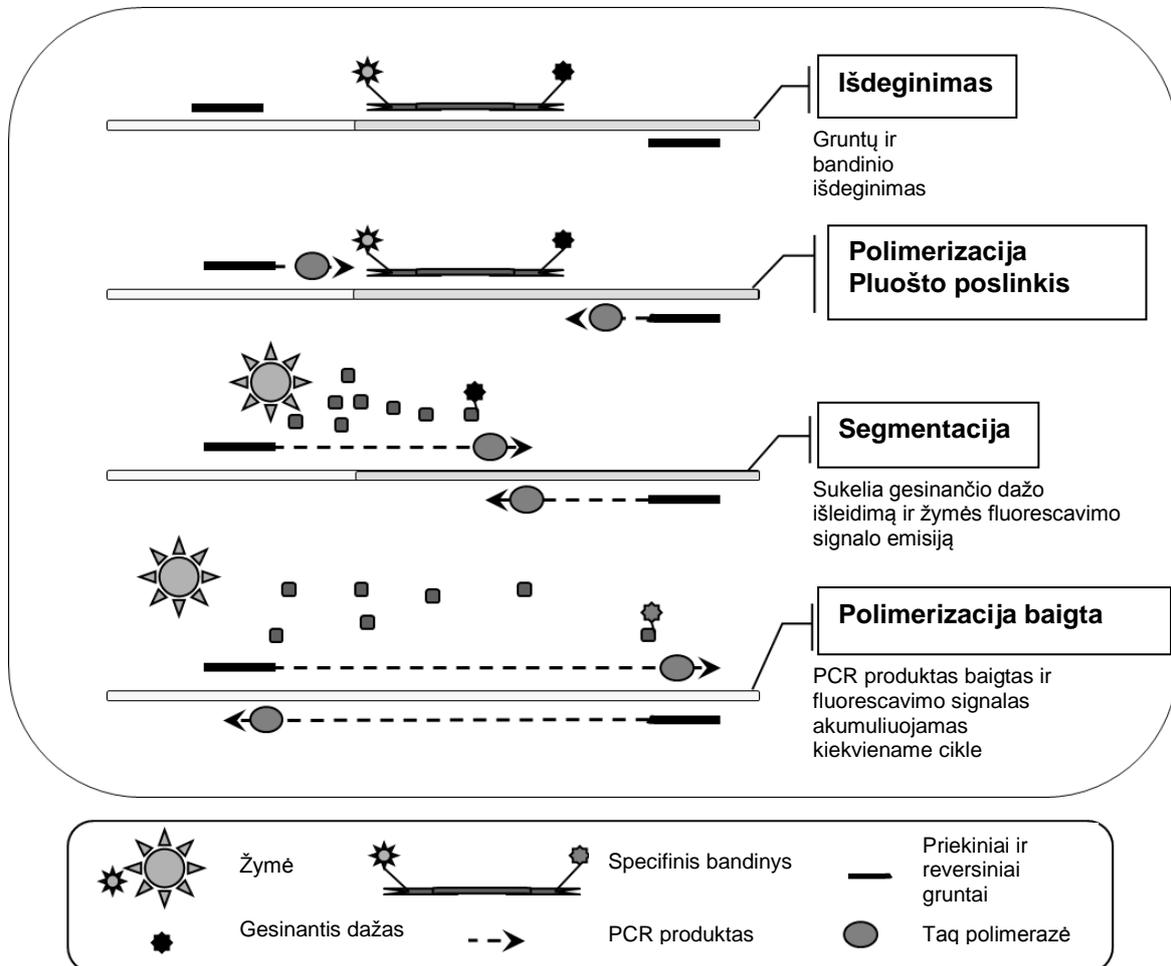 Išdeginimas
Gruntų ir
bandinio
išdeginimas
Polimerizacija
Pluošto poslinkis
Segmentacija
Sukelia gesinančio dažo
išleidimą ir žymės fluorescavimo
signalo emisiją
Polimerizacija baigta
PCR produktas baigtas ir
fluorescavimo signalas
akumuliuojamas
kiekviename cikle
Žymė
Specifinis bandinys
Priekiniai ir
reversiniai
gruntai
Gesinantis dažas
PCR produktas
Taq polimerazė